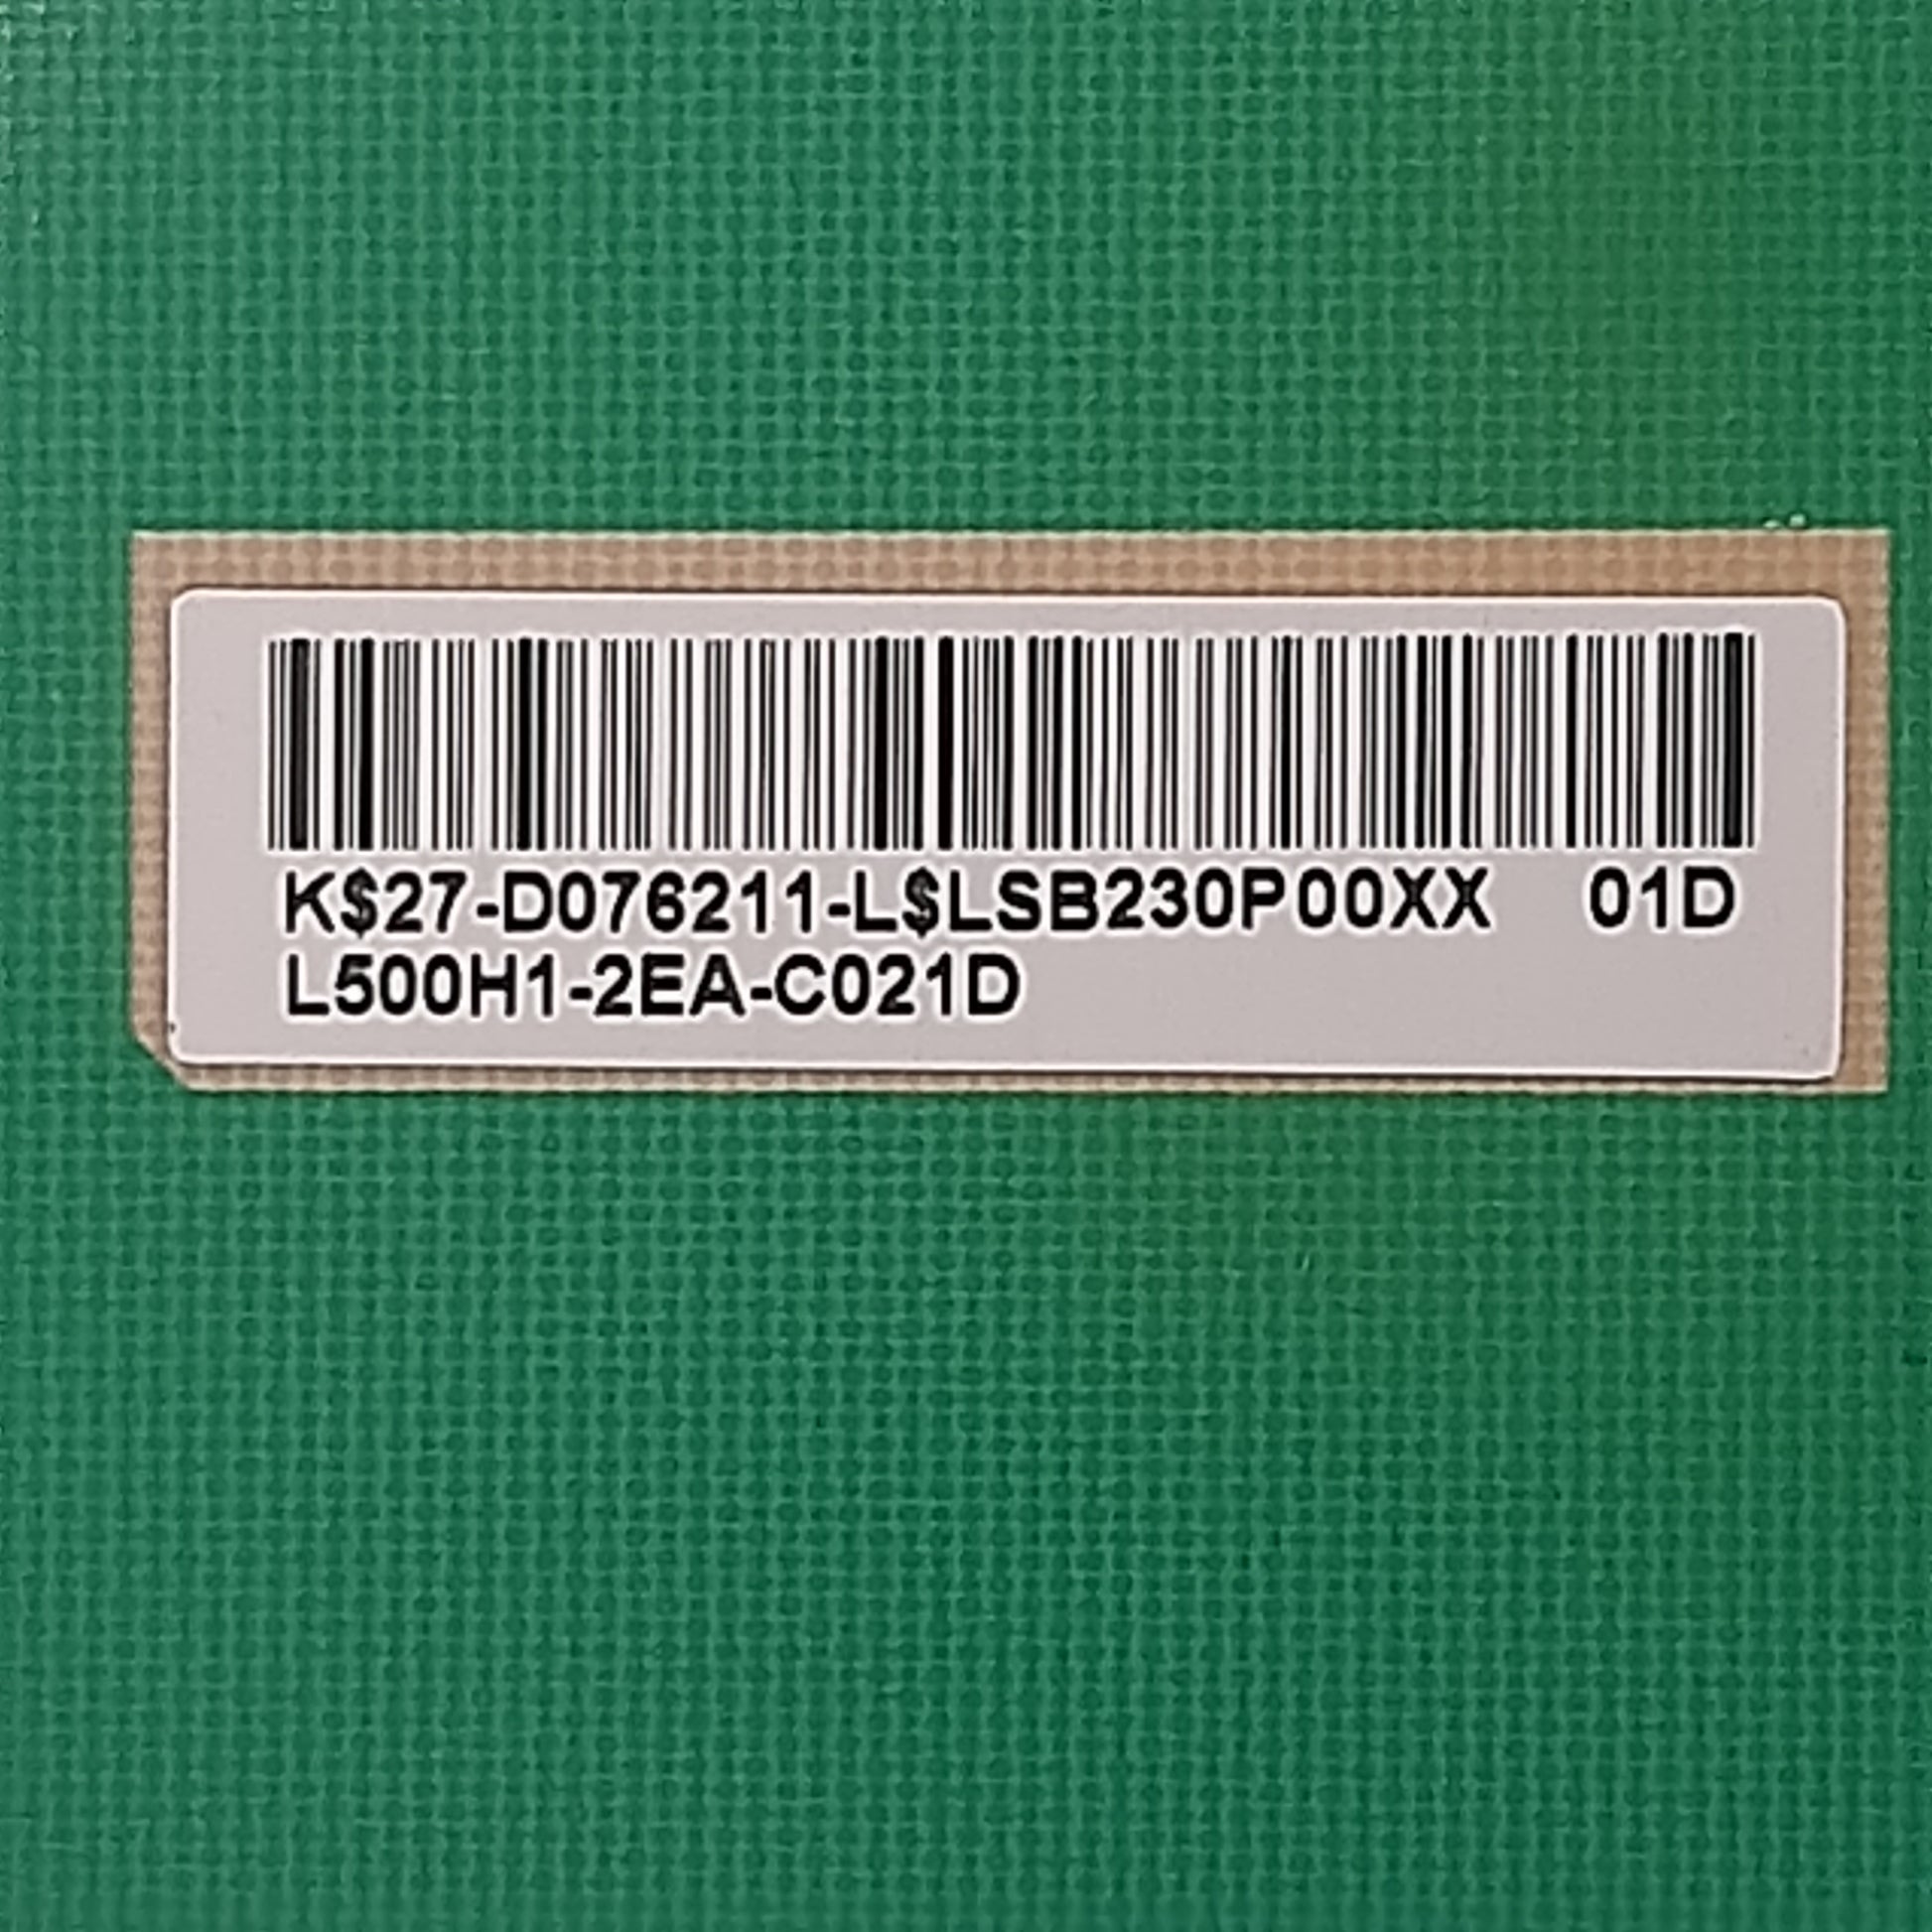 K$27-D076211-L$LSB230P00XX 01D
L500H1-2EA-C021D